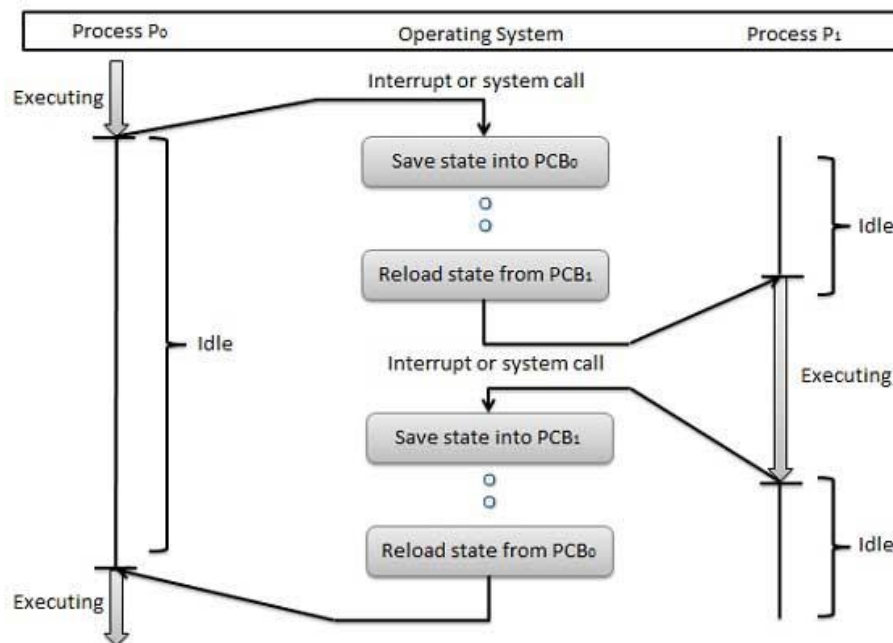 Process P₀
Operating System
Process P₁
Interrupt or system call
Executing
Save state into PCB₀
Idle
Reload state from PCB₁
Idle
Interrupt or system call
Executing
Save state into PCB₁
Idle
Reload state from PCB₀
Executing